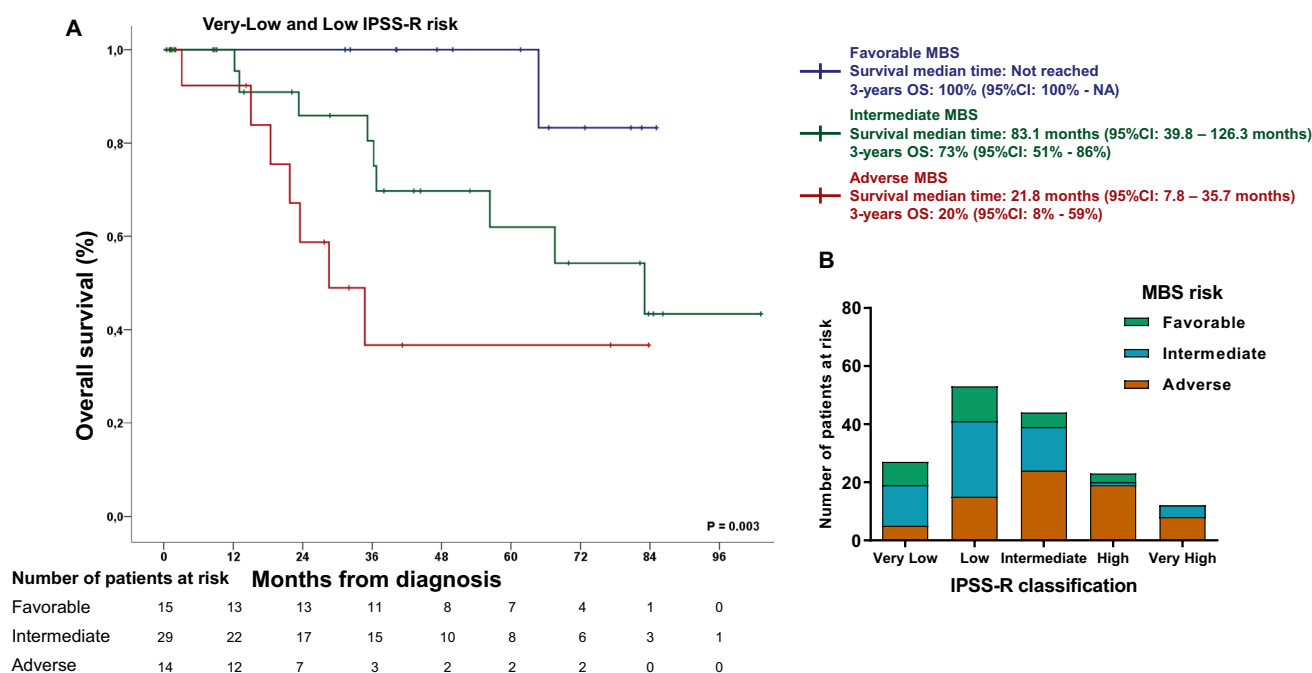 A
Very-Low and Low IPSS-R risk
Overall survival (%)
1,0
0,8
0,6
0,4
0,2
0,0
P = 0.003
0 12 24 36 48 60 72 84 96
Months from diagnosis
Number of patients at risk
Favorable 15 13 13 11 8 7 4 1 0
Intermediate 29 22 17 15 10 8 6 3 1
Adverse 14 12 7 3 2 2 2 0 0
Favorable MBS
Survival median time: Not reached
3-years OS: 100% (95%CI: 100% - NA)
Intermediate MBS
Survival median time: 83.1 months (95%CI: 39.8 – 126.3 months)
3-years OS: 73% (95%CI: 51% - 86%)
Adverse MBS
Survival median time: 21.8 months (95%CI: 7.8 – 35.7 months)
3-years OS: 20% (95%CI: 8% - 59%)
B
MBS risk
Favorable
Intermediate
Adverse
Number of patients at risk
80
60
40
20
0
Very Low Low Intermediate High Very High
IPSS-R classification